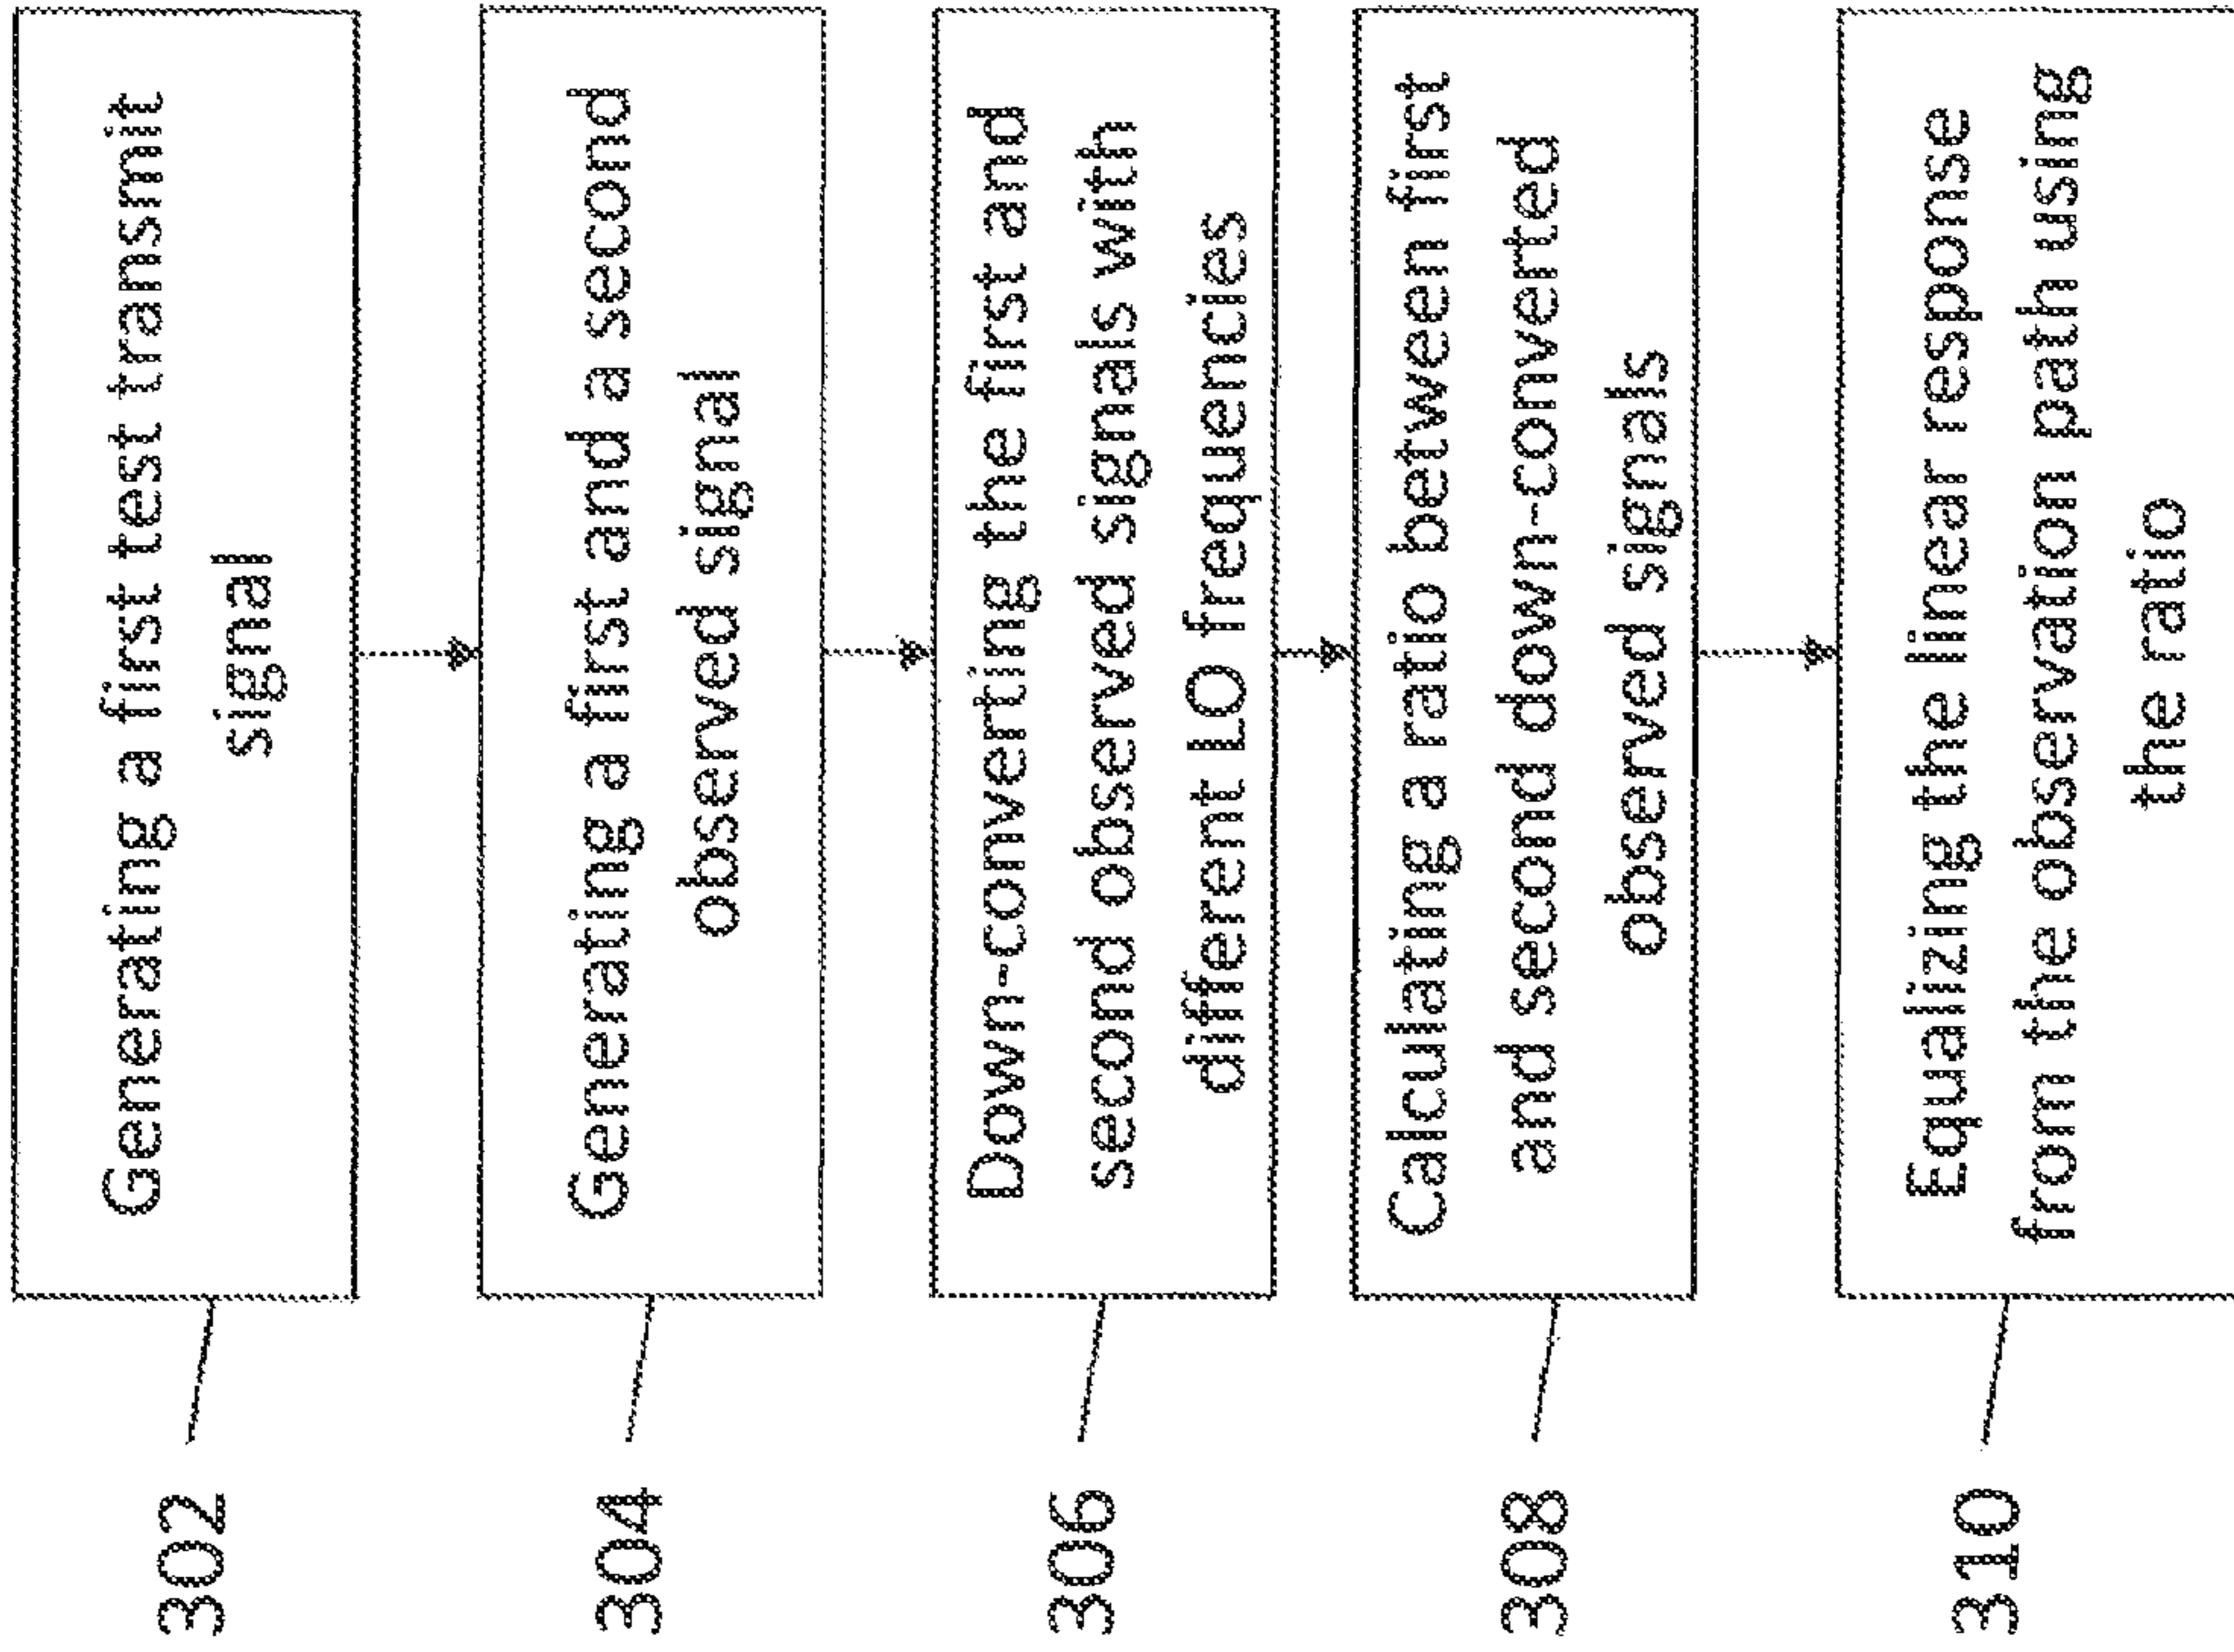 302
Generating a first test transmit
signal
304
Generating a first and a second
observed signal
306
Down-converting the first and
second observed signals with
different LO frequencies
308
Calculating a ratio between first
and second down-converted
observed signals
310
Equalizing the linear response
from the observation path using
the ratio